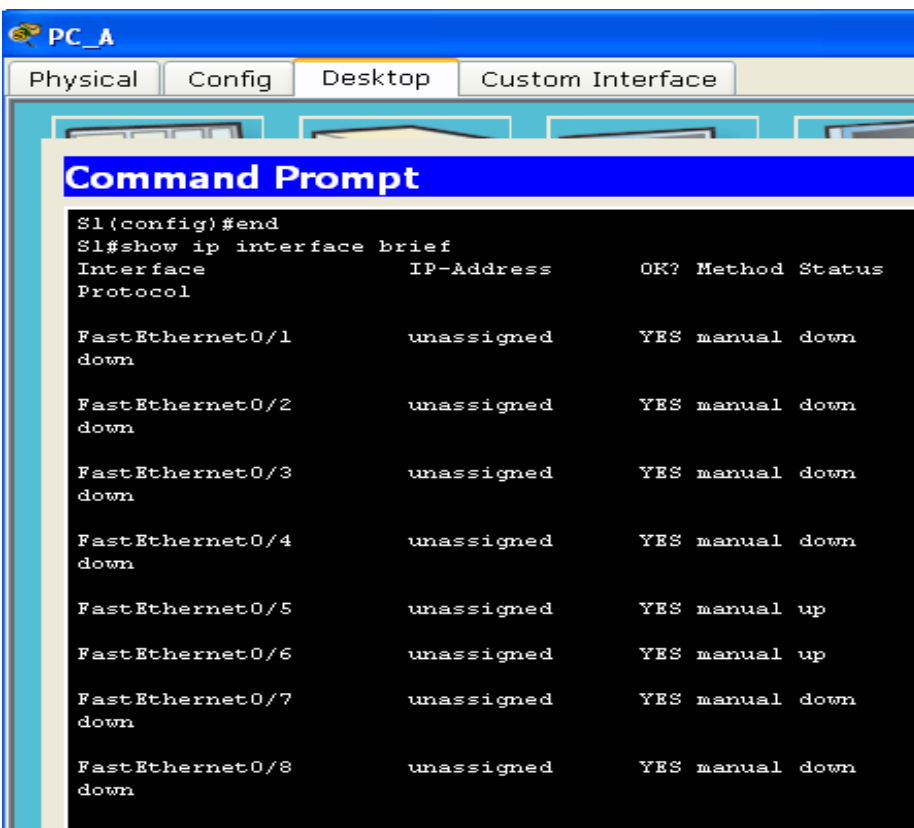 PC_A
Physical Config Desktop Custom Interface
Command Prompt
S1(config)#end
S1#show ip interface brief
Interface IP-Address OK? Method Status
Protocol
FastEthernet0/1 unassigned YES manual down
down
FastEthernet0/2 unassigned YES manual down
down
FastEthernet0/3 unassigned YES manual down
down
FastEthernet0/4 unassigned YES manual down
down
FastEthernet0/5 unassigned YES manual up
FastEthernet0/6 unassigned YES manual up
FastEthernet0/7 unassigned YES manual down
down
FastEthernet0/8 unassigned YES manual down
down